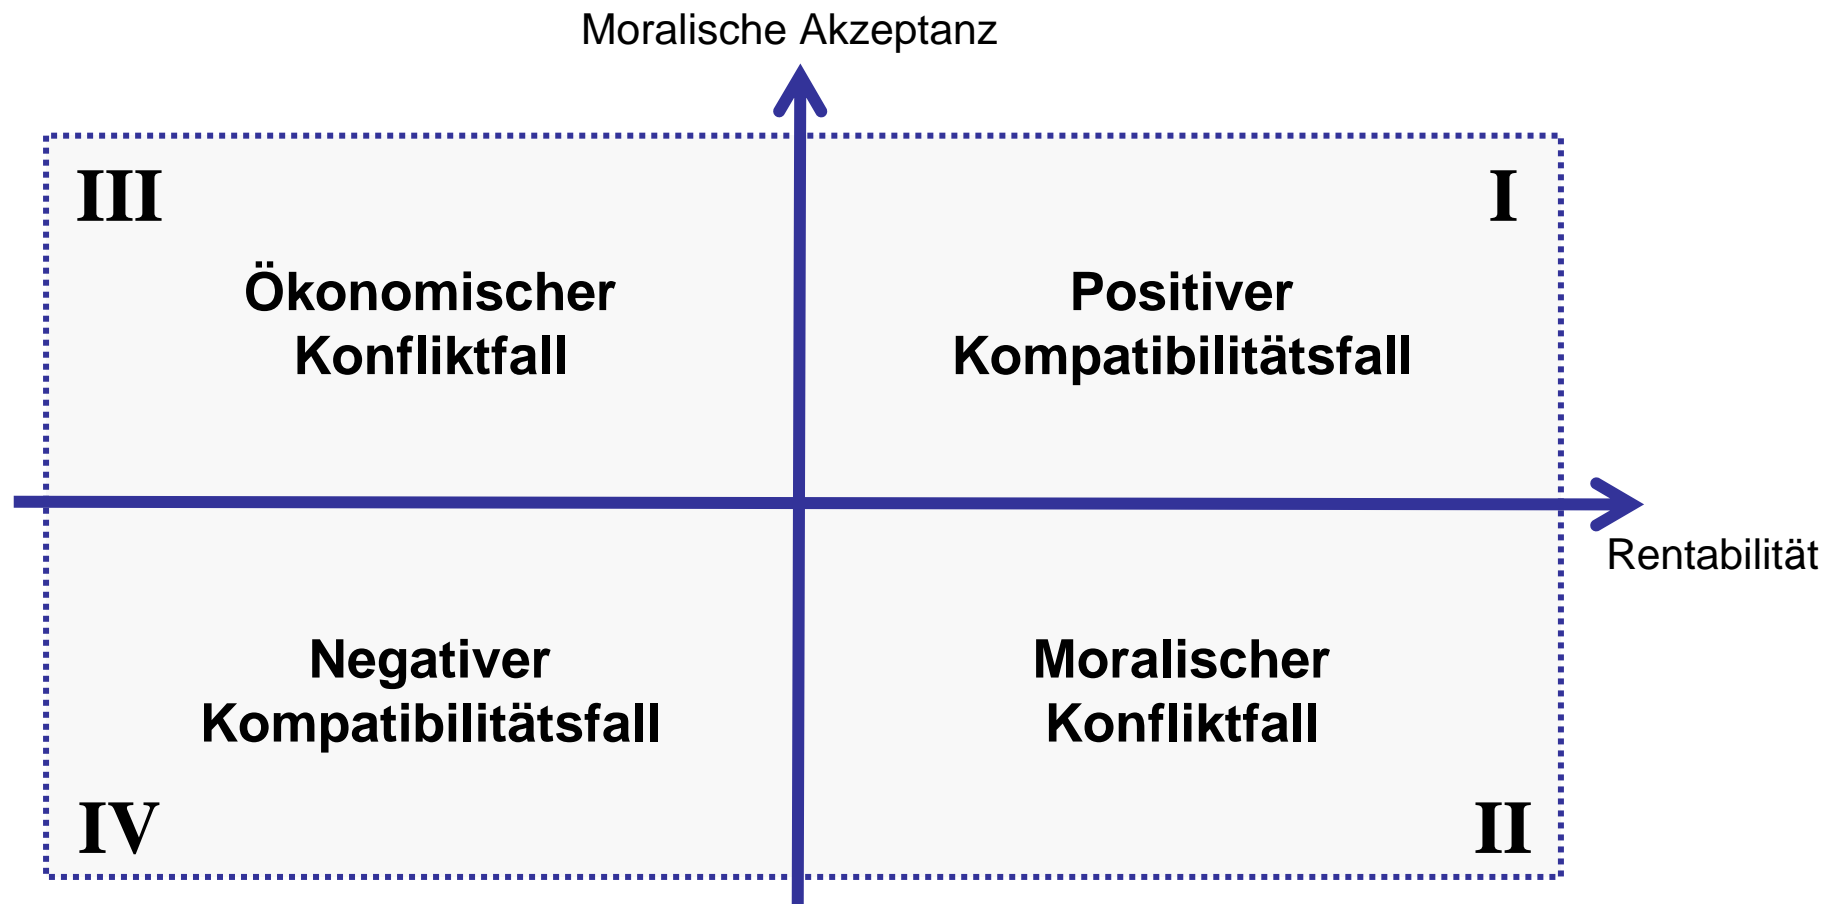 Moralische Akzeptanz
III
I
Ökonomischer
Konfliktfall
Positiver
Kompatibilitätsfall
Rentabilität
Negativer
Kompatibilitätsfall
Moralischer
Konfliktfall
IV
II